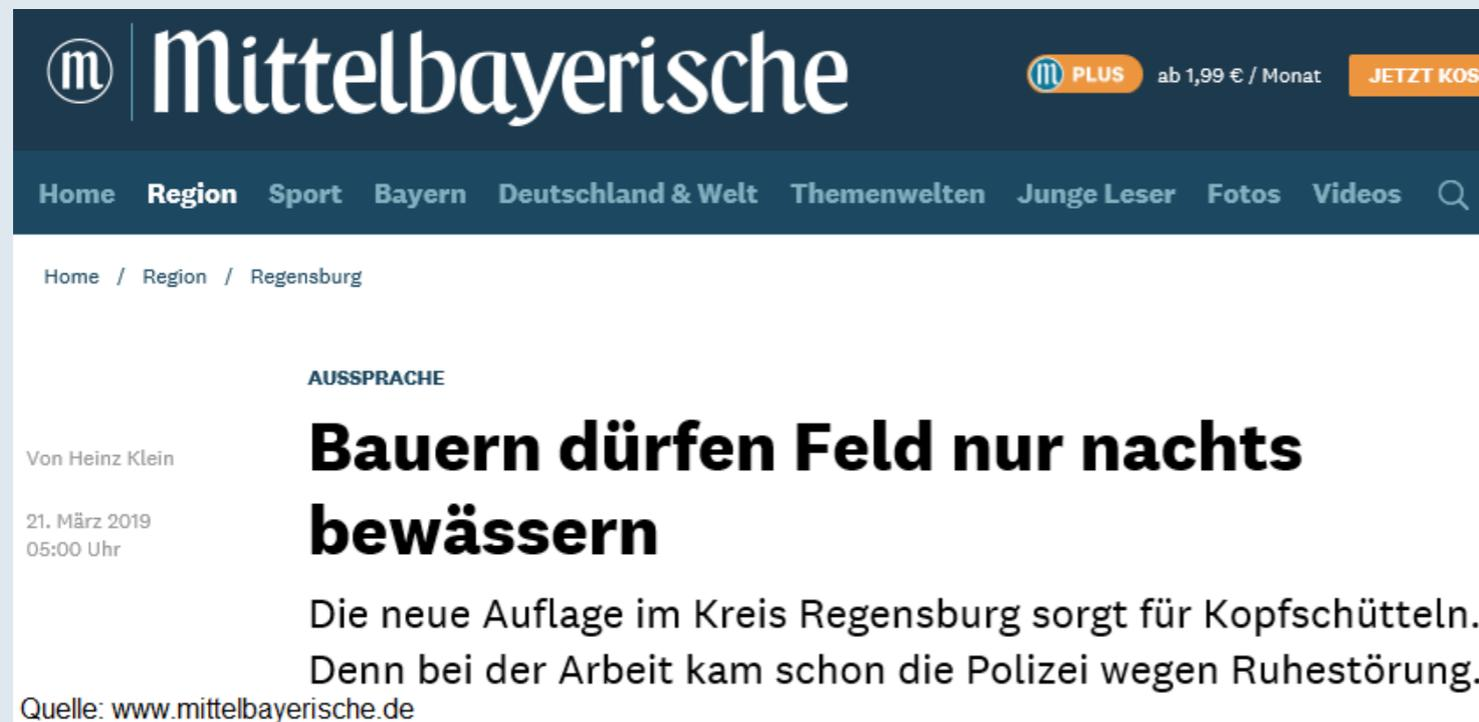 m Mittelbayerische
m PLUS ab 1,99 € / Monat JETZT KOS
Home Region Sport Bayern Deutschland & Welt Themenwelten Junge Leser Fotos Videos
Home / Region / Regensburg
AUSSPRACHE
Von Heinz Klein
21. März 2019
05:00 Uhr
Bauern dürfen Feld nur nachts
bewässern
Die neue Auflage im Kreis Regensburg sorgt für Kopfschütteln.
Denn bei der Arbeit kam schon die Polizei wegen Ruhestörung.
Quelle: www.mittelbayerische.de